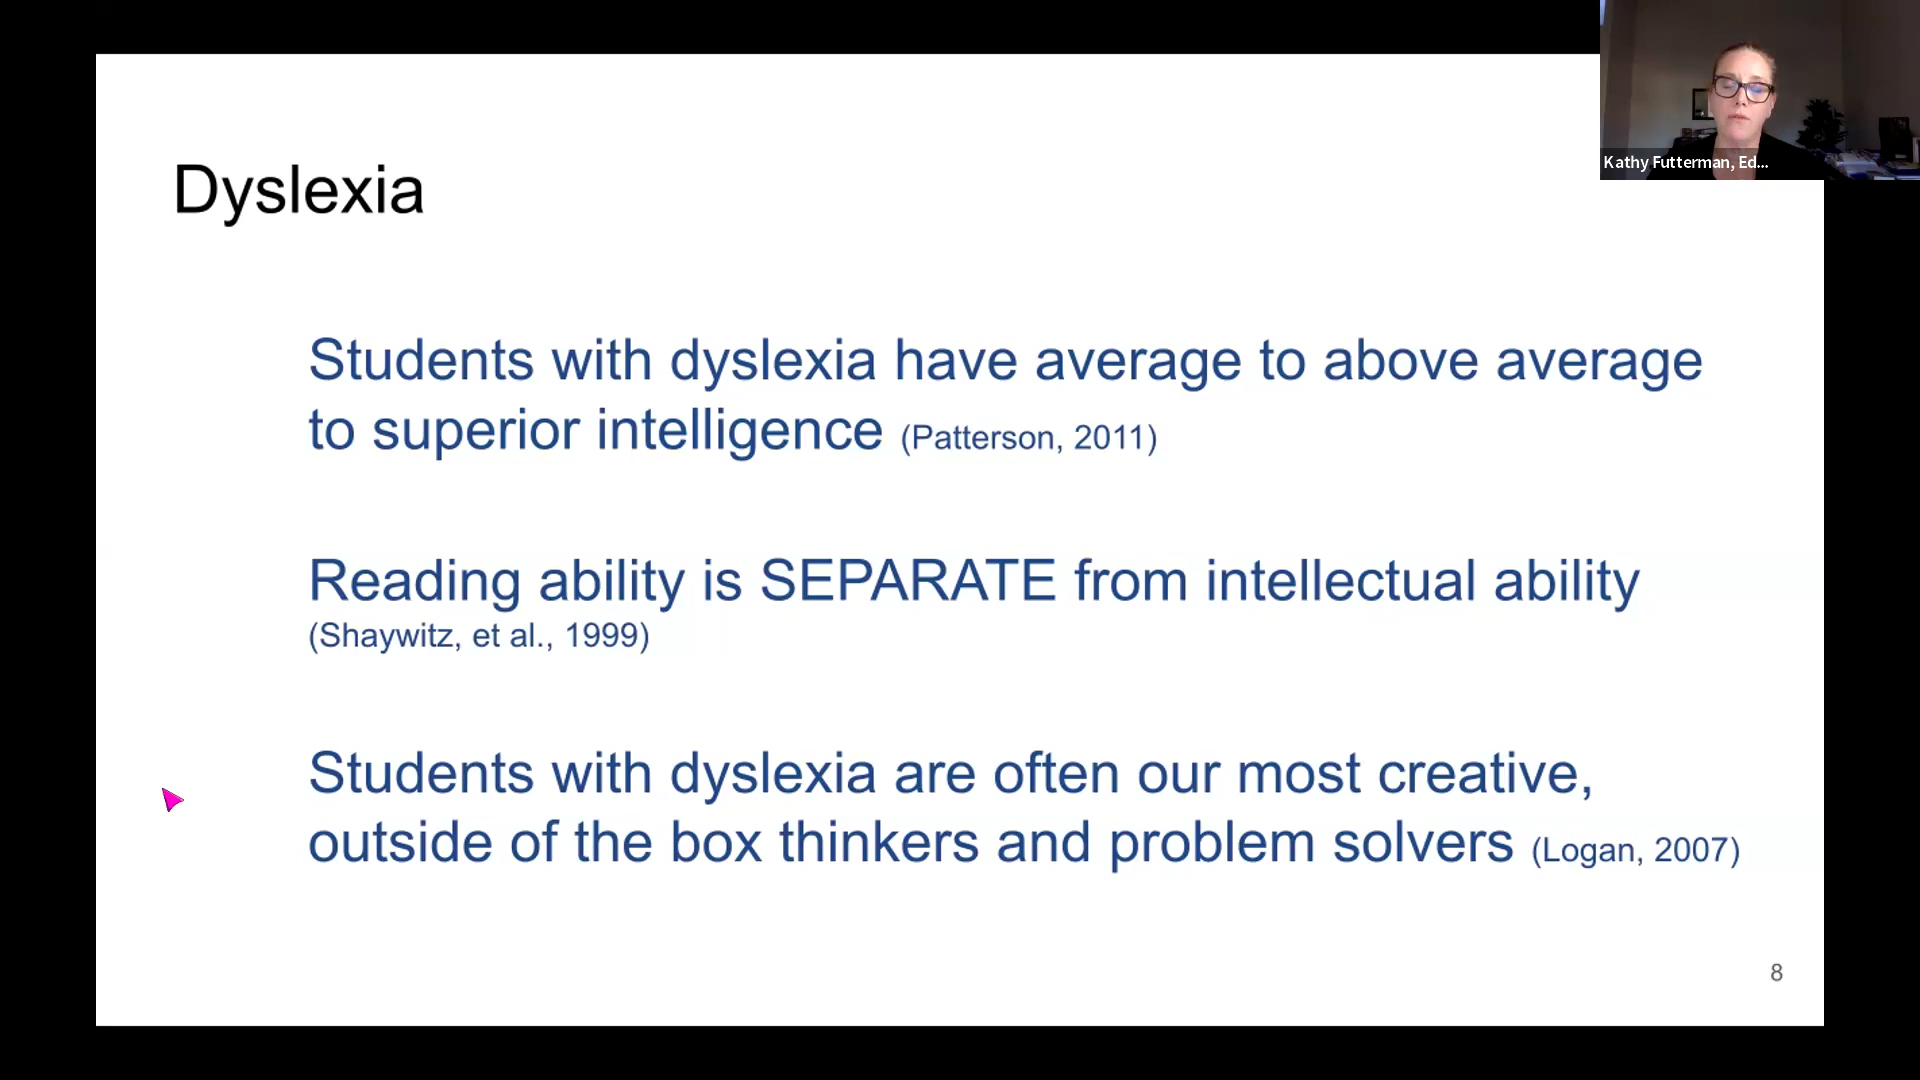 Kathy Futterman, Ed...
Dyslexia
Students with dyslexia have average to above average
to superior intelligence (Patterson, 2011)
Reading ability is SEPARATE from intellectual ability
(Shaywitz, et al., 1999)
Students with dyslexia are often our most creative,
outside of the box thinkers and problem solvers (Logan, 2007)
8